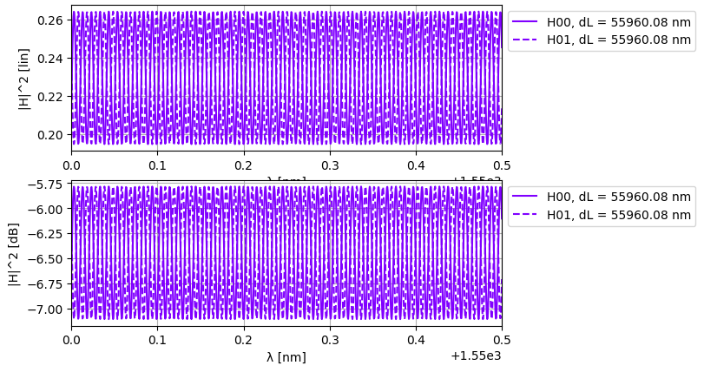 0.26
0.24
0.22
0.20
|H|^2 [lin]
0.0 0.1 0.2 0.3 0.4 0.5
λ [nm]
+1.55e3
H00, dL = 55960.08 nm
H01, dL = 55960.08 nm
−5.75
−6.00
−6.25
−6.50
−6.75
−7.00
|H|^2 [dB]
0.0 0.1 0.2 0.3 0.4 0.5
λ [nm]
+1.55e3
H00, dL = 55960.08 nm
H01, dL = 55960.08 nm